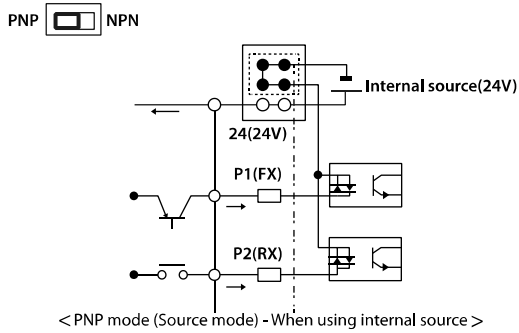 PNP NPN
Internal source(24V)
24(24V)
P1(FX)
P2(RX)
< PNP mode (Source mode) - When using internal source >